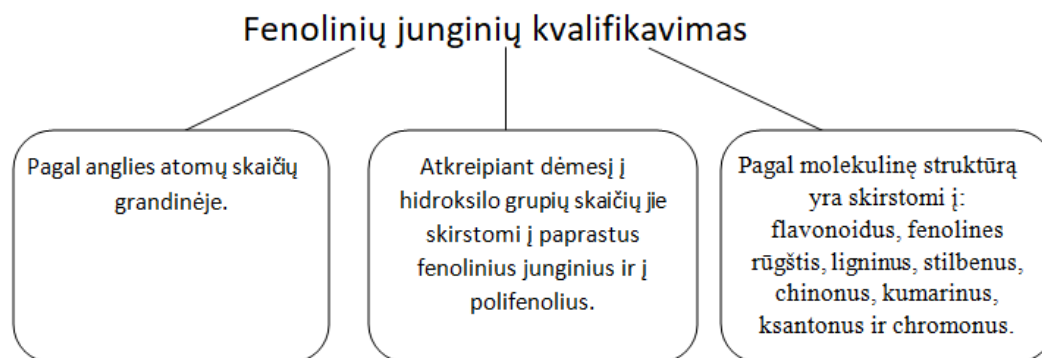 Fenolinių junginių kvalifikavimas
Pagal anglies atomų skaičių
grandinėje.
Atkreipiant dėmesį į
hidroksilo grupių skaičių jie
skirstomi į paprastus
fenolinius junginius ir į
polifenolius.
Pagal molekulinę struktūrą
yra skirstomi į:
flavonoidus, fenolines
rūgštis, ligninus, stilbenus,
chinonus, kumarinus,
ksantonus ir chromonus.